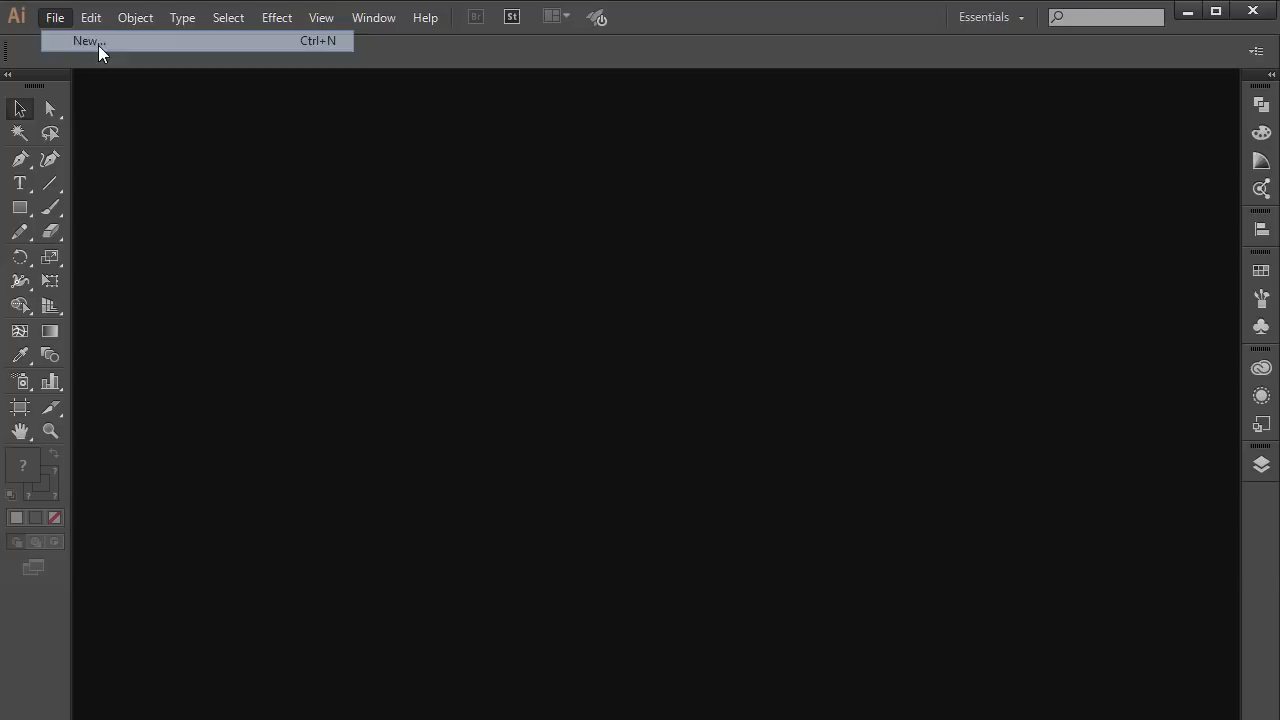 Ai File Edit Object Type Select Effect View Window Help Br St Essentials
New... Ctrl+N
T
?
?
? ?